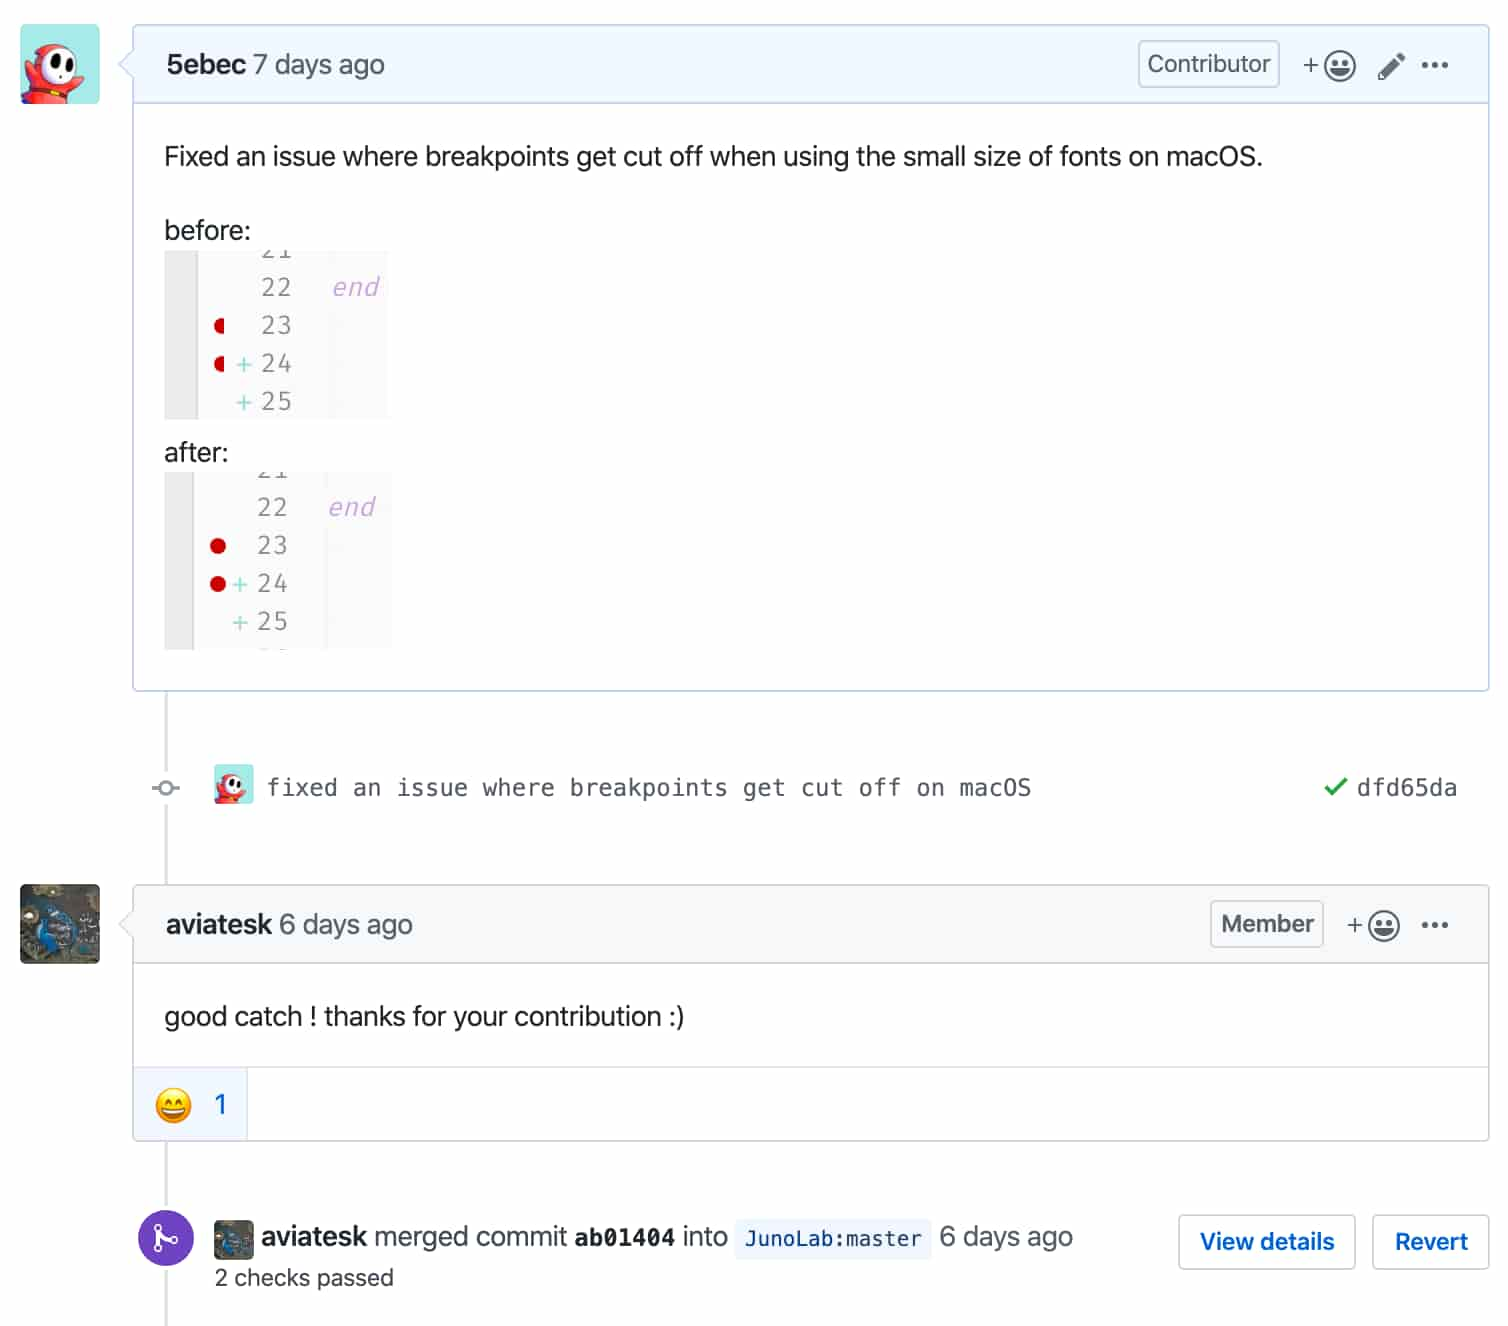 5ebec 7 days ago Contributor
Fixed an issue where breakpoints get cut off when using the small size of fonts on macOS.
before:
21
22 end
23
+ 24
+ 25
after:
21
22 end
23
+ 24
+ 25
fixed an issue where breakpoints get cut off on macOS dfd65da
aviatesk 6 days ago Member
good catch ! thanks for your contribution :)
😄 1
aviatesk merged commit ab01404 into JunoLab:master 6 days ago View details Revert
2 checks passed